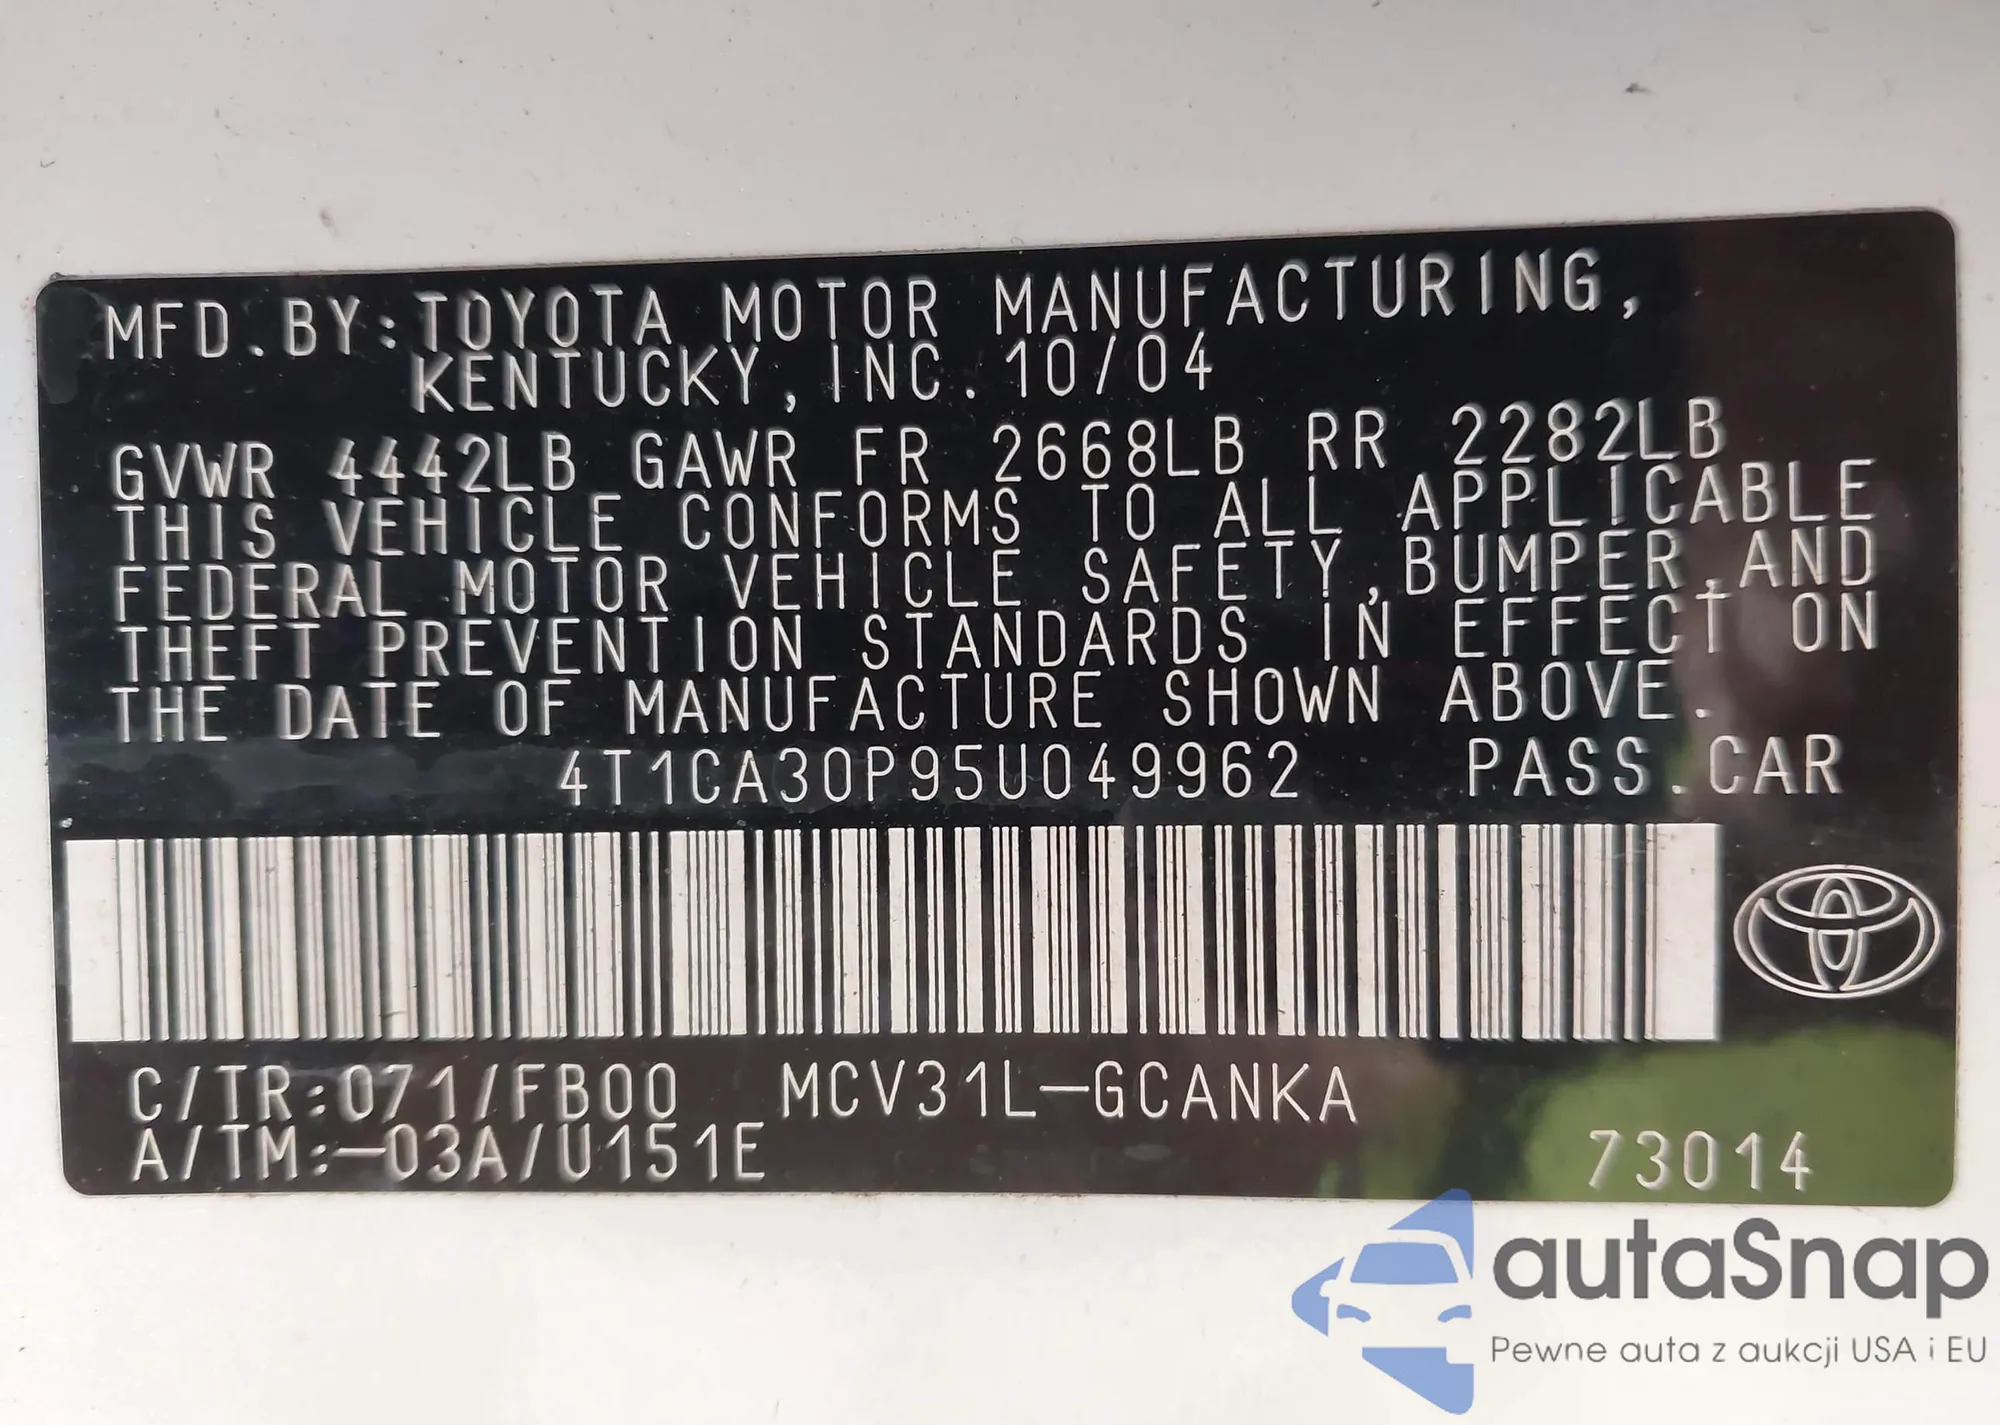 MFD.BY:TOYOTA MOTOR MANUFACTURING,
KENTUCKY, INC. 10/04
GVWR 4442LB GAWR FR 2668LB RR 2282LB
THIS VEHICLE CONFORMS TO ALL APPLICABLE
FEDERAL MOTOR VEHICLE SAFETY,BUMPER,AND
THEFT PREVENTION STANDARDS IN EFFECT ON
THE DATE OF MANUFACTURE SHOWN ABOVE.
4T1CA30P95U049962 PASS.CAR
C/TR:071/FB00 MCV31L-GCANKA
A/TM:-03A/U151E
73014
autaSnap
Pewne auta z aukcji USA i EU